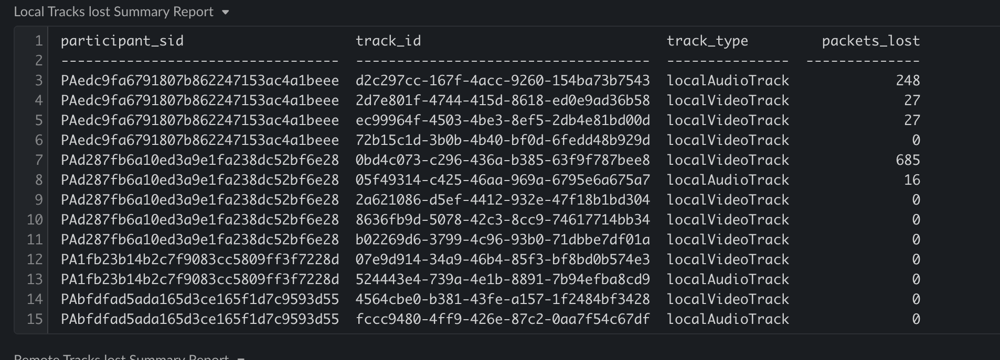 Local Tracks lost Summary Report
1 participant_sid track_id track_type packets_lost
2 ---------------------------------- ------------------------------------ --------------- --------------
3 PAedc9fa6791807b862247153ac4a1beee d2c297cc-167f-4acc-9260-154ba73b7543 localAudioTrack 248
4 PAedc9fa6791807b862247153ac4a1beee 2d7e801f-4744-415d-8618-ed0e9ad36b58 localVideoTrack 27
5 PAedc9fa6791807b862247153ac4a1beee ec99964f-4503-4be3-8ef5-2db4e81bd00d localVideoTrack 27
6 PAedc9fa6791807b862247153ac4a1beee 72b15c1d-3b0b-4b40-bf0d-6fedd48b929d localVideoTrack 0
7 PAd287fb6a10ed3a9e1fa238dc52bf6e28 0bd4c073-c296-436a-b385-63f9f787bee8 localVideoTrack 685
8 PAd287fb6a10ed3a9e1fa238dc52bf6e28 05f49314-c425-46aa-969a-6795e6a675a7 localAudioTrack 16
9 PAd287fb6a10ed3a9e1fa238dc52bf6e28 2a621086-d5ef-4412-932e-47f18b1bd304 localVideoTrack 0
10 PAd287fb6a10ed3a9e1fa238dc52bf6e28 8636fb9d-5078-42c3-8cc9-74617714bb34 localVideoTrack 0
11 PAd287fb6a10ed3a9e1fa238dc52bf6e28 b02269d6-3799-4c96-93b0-71dbbe7df01a localVideoTrack 0
12 PA1fb23b14b2c7f9083cc5809ff3f7228d 07e9d914-34a9-46b4-85f3-bf8bd0b574e3 localVideoTrack 0
13 PA1fb23b14b2c7f9083cc5809ff3f7228d 524443e4-739a-4e1b-8891-7b94efba8cd9 localAudioTrack 0
14 PAbfdfad5ada165d3ce165f1d7c9593d55 4564cbe0-b381-43fe-a157-1f2484bf3428 localVideoTrack 0
15 PAbfdfad5ada165d3ce165f1d7c9593d55 fccc9480-4ff9-426e-87c2-0aa7f54c67df localAudioTrack 0
Remote Tracks lost Summary Report